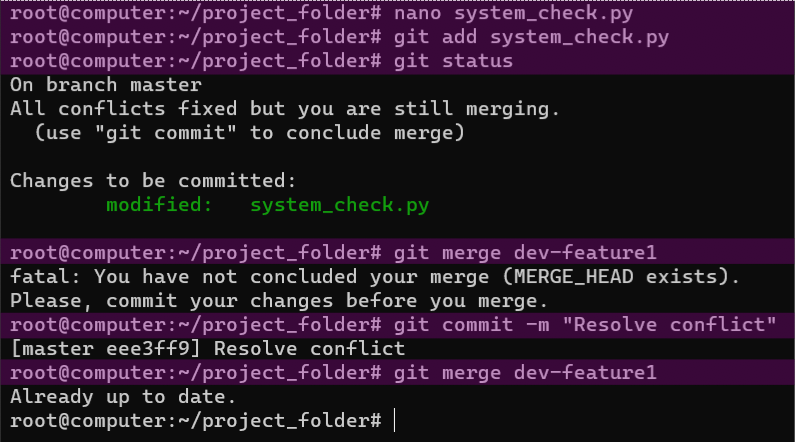 root@computer:~/project_folder# nano system_check.py
root@computer:~/project_folder# git add system_check.py
root@computer:~/project_folder# git status
On branch master
All conflicts fixed but you are still merging.
  (use "git commit" to conclude merge)

Changes to be committed:
        modified:   system_check.py

root@computer:~/project_folder# git merge dev-feature1
fatal: You have not concluded your merge (MERGE_HEAD exists).
Please, commit your changes before you merge.
root@computer:~/project_folder# git commit -m "Resolve conflict"
[master eee3ff9] Resolve conflict
root@computer:~/project_folder# git merge dev-feature1
Already up to date.
root@computer:~/project_folder#